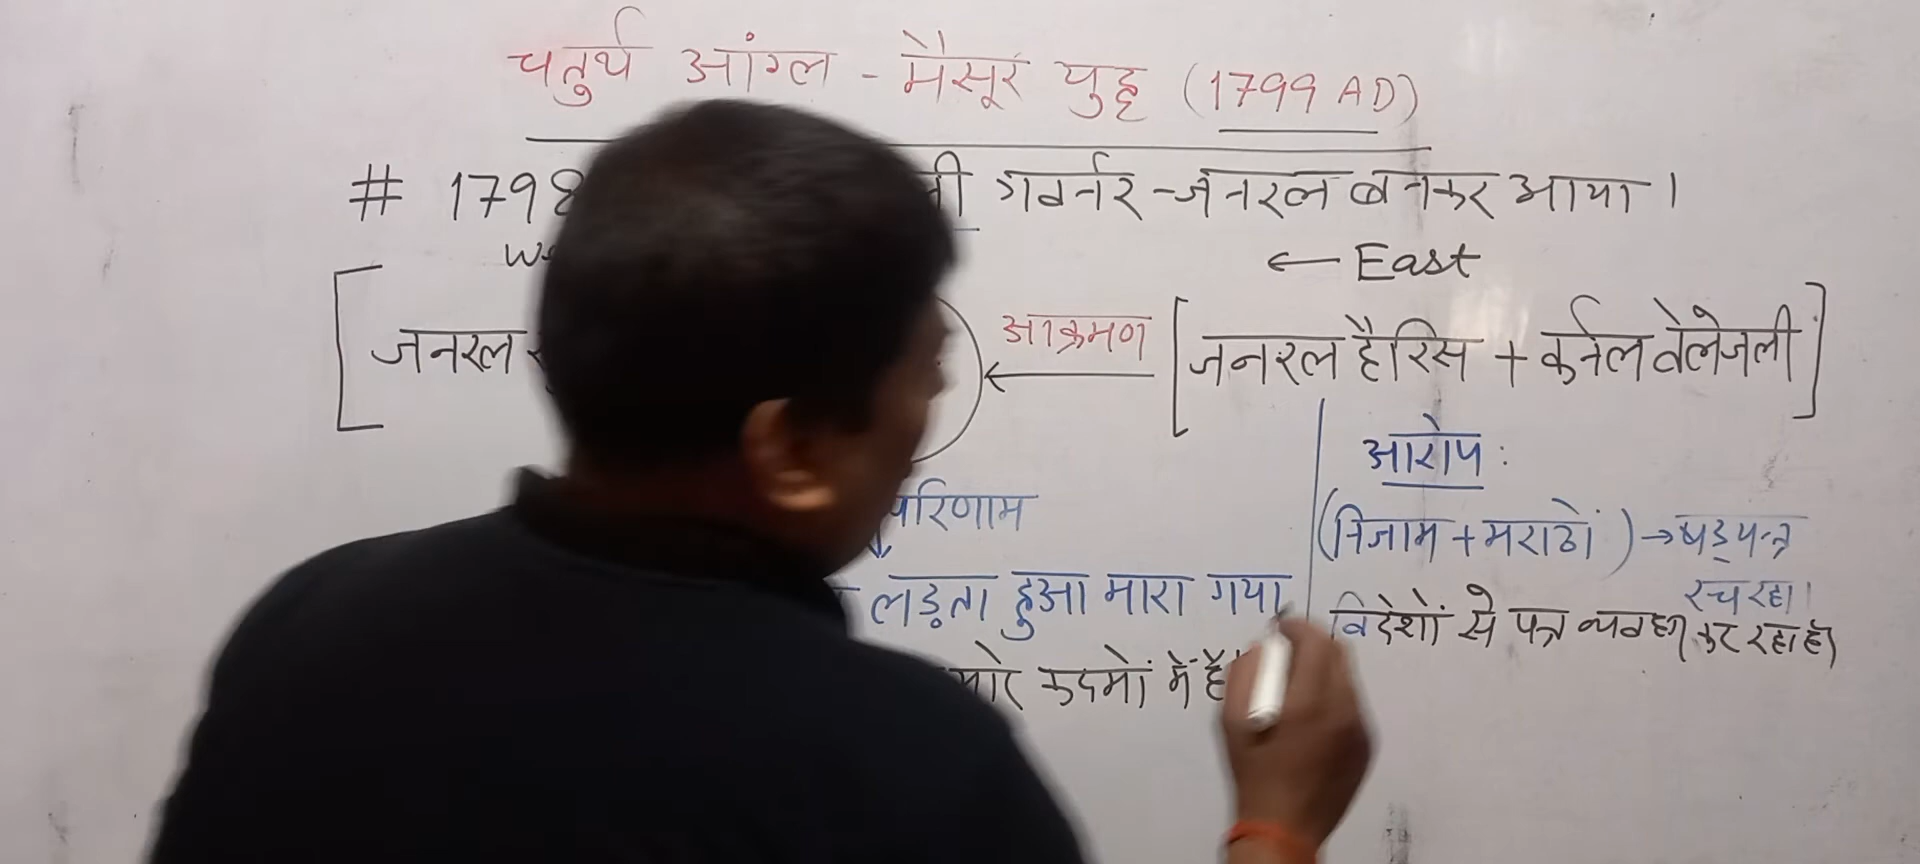 चतुर्थ आंग्ल - मैसूर युद्ध (1799 AD)
# 1798 गवर्नर-जनरल बनकर आया।
← East
[जनरल आक्रमण [जनरल हैरिस + कर्नल वेलेजली]
आरोप :
परिणाम
(निजाम + मराठों) → षड्यन्त्र
रच रहा।
लड़ता हुआ मारा गया
विदेशों से पत्र व्यवहार कर रहा है)
कदमों में है